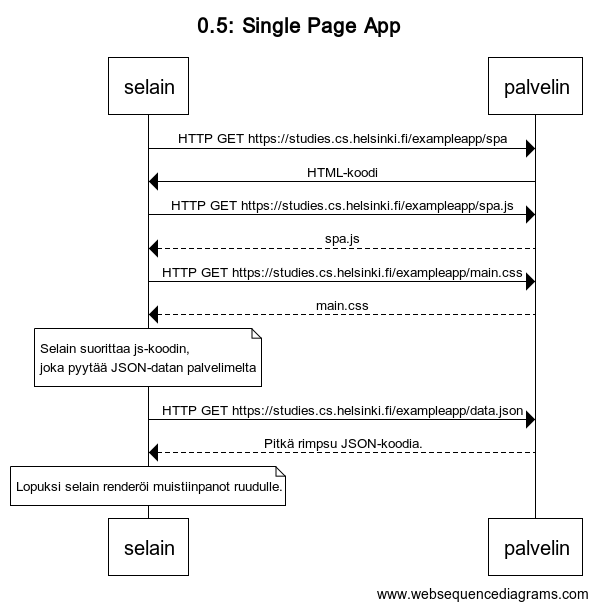 0.5: Single Page App
selain
palvelin
HTTP GET https://studies.cs.helsinki.fi/exampleapp/spa
HTML-koodi
HTTP GET https://studies.cs.helsinki.fi/exampleapp/spa.js
spa.js
HTTP GET https://studies.cs.helsinki.fi/exampleapp/main.css
main.css
Selain suorittaa js-koodin,
joka pyytää JSON-datan palvelimelta
HTTP GET https://studies.cs.helsinki.fi/exampleapp/data.json
Pitkä rimpsu JSON-koodia.
Lopuksi selain renderöi muistiinpanot ruudulle.
selain
palvelin
www.websequencediagrams.com